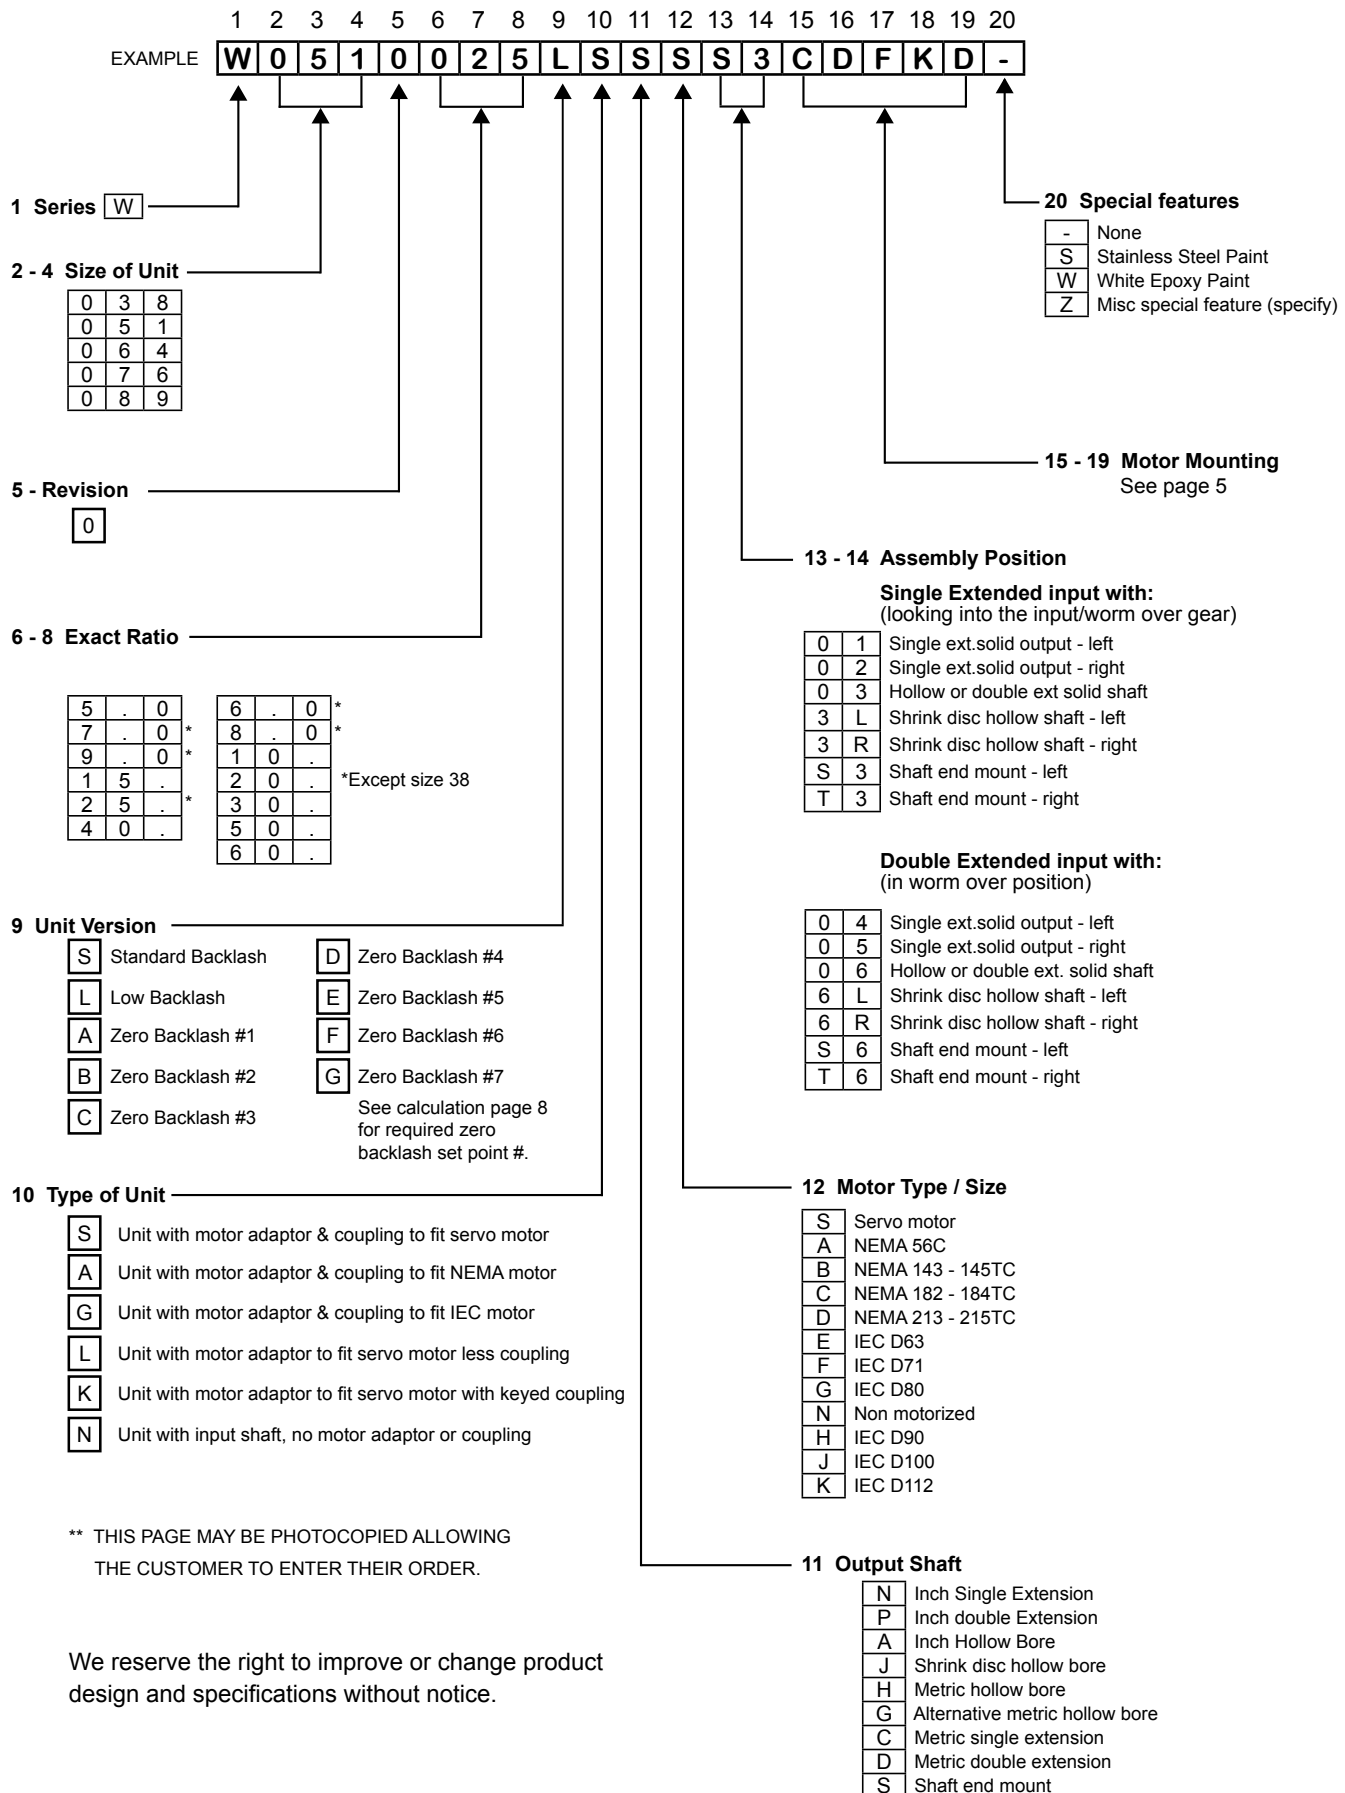 1 2 3 4 5 6 7 8 9 10 11 12 13 14 15 16 17 18 19 20
EXAMPLE W 0 5 1 0 0 2 5 L S S S S 3 C D F K D -
1 Series W
2 - 4 Size of Unit
0 3 8
0 5 1
0 6 4
0 7 6
0 8 9
5 - Revision
0
6 - 8 Exact Ratio
5 . 0
7 . 0 *
9 . 0 *
1 5 .
2 5 . *
4 0 .
6 . 0 *
8 . 0 *
1 0 .
2 0 .
3 0 .
5 0 .
6 0 .
*Except size 38
9 Unit Version
S Standard Backlash
L Low Backlash
A Zero Backlash #1
B Zero Backlash #2
C Zero Backlash #3
D Zero Backlash #4
E Zero Backlash #5
F Zero Backlash #6
G Zero Backlash #7
See calculation page 8
for required zero
backlash set point #.
10 Type of Unit
S Unit with motor adaptor & coupling to fit servo motor
A Unit with motor adaptor & coupling to fit NEMA motor
G Unit with motor adaptor & coupling to fit IEC motor
L Unit with motor adaptor to fit servo motor less coupling
K Unit with motor adaptor to fit servo motor with keyed coupling
N Unit with input shaft, no motor adaptor or coupling
** THIS PAGE MAY BE PHOTOCOPIED ALLOWING
THE CUSTOMER TO ENTER THEIR ORDER.
We reserve the right to improve or change product
design and specifications without notice.
20 Special features
- None
S Stainless Steel Paint
W White Epoxy Paint
Z Misc special feature (specify)
15 - 19 Motor Mounting
See page 5
13 - 14 Assembly Position
Single Extended input with:
(looking into the input/worm over gear)
0 1 Single ext.solid output - left
0 2 Single ext.solid output - right
0 3 Hollow or double ext solid shaft
3 L Shrink disc hollow shaft - left
3 R Shrink disc hollow shaft - right
S 3 Shaft end mount - left
T 3 Shaft end mount - right
Double Extended input with:
(in worm over position)
0 4 Single ext.solid output - left
0 5 Single ext.solid output - right
0 6 Hollow or double ext. solid shaft
6 L Shrink disc hollow shaft - left
6 R Shrink disc hollow shaft - right
S 6 Shaft end mount - left
T 6 Shaft end mount - right
12 Motor Type / Size
S Servo motor
A NEMA 56C
B NEMA 143 - 145TC
C NEMA 182 - 184TC
D NEMA 213 - 215TC
E IEC D63
F IEC D71
G IEC D80
N Non motorized
H IEC D90
J IEC D100
K IEC D112
11 Output Shaft
N Inch Single Extension
P Inch double Extension
A Inch Hollow Bore
J Shrink disc hollow bore
H Metric hollow bore
G Alternative metric hollow bore
C Metric single extension
D Metric double extension
S Shaft end mount